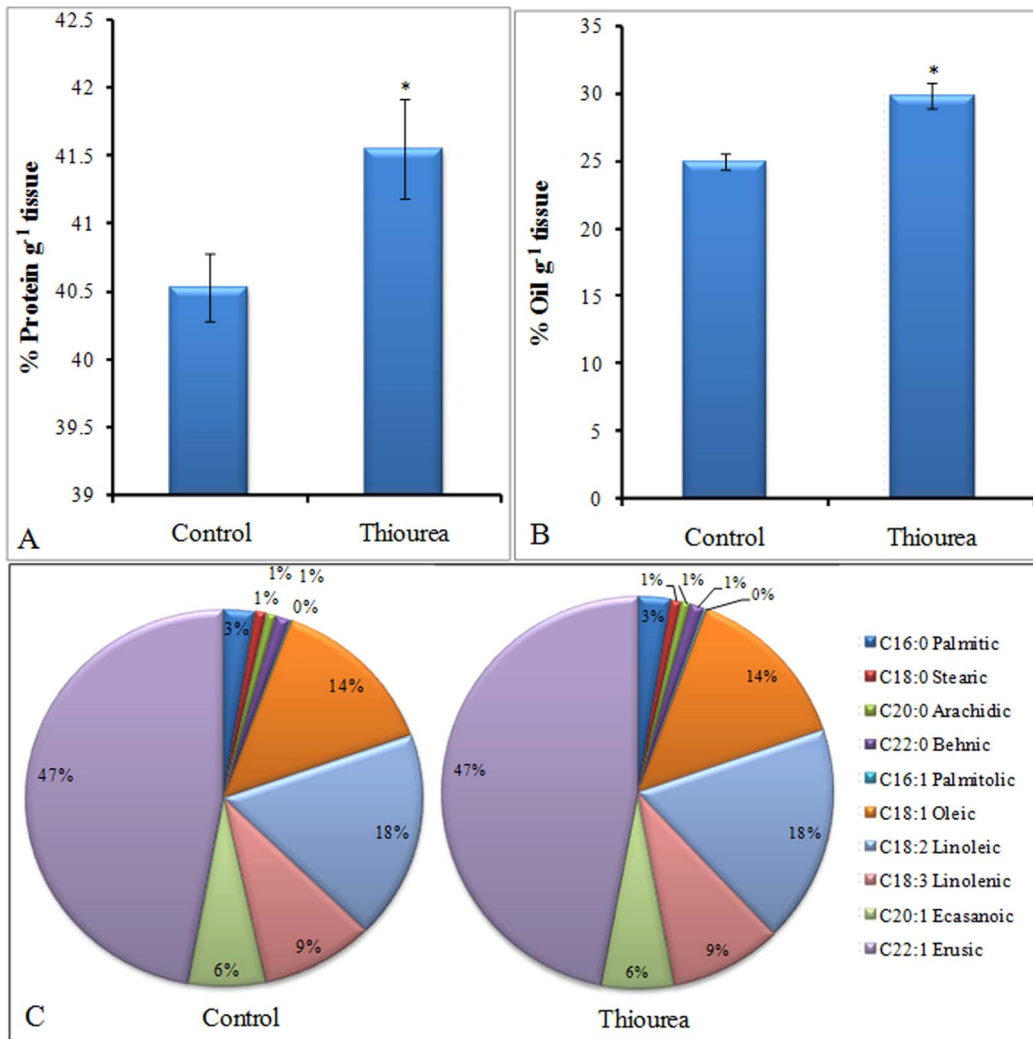 42.5
42
41.5
41
40.5
40
39.5
39
% Protein g-1 tissue
*
Control Thiourea
A
35
30
25
20
15
10
5
0
% Oil g-1 tissue
*
Control Thiourea
B
1% 1%
1% 0%
3%
14%
18%
9%
6%
47%
Control
1% 1% 1%
0%
3%
14%
18%
9%
6%
47%
Thiourea
C16:0 Palmitic
C18:0 Stearic
C20:0 Arachidic
C22:0 Behnic
C16:1 Palmitolic
C18:1 Oleic
C18:2 Linoleic
C18:3 Linolenic
C20:1 Ecasanoic
C22:1 Erusic
C